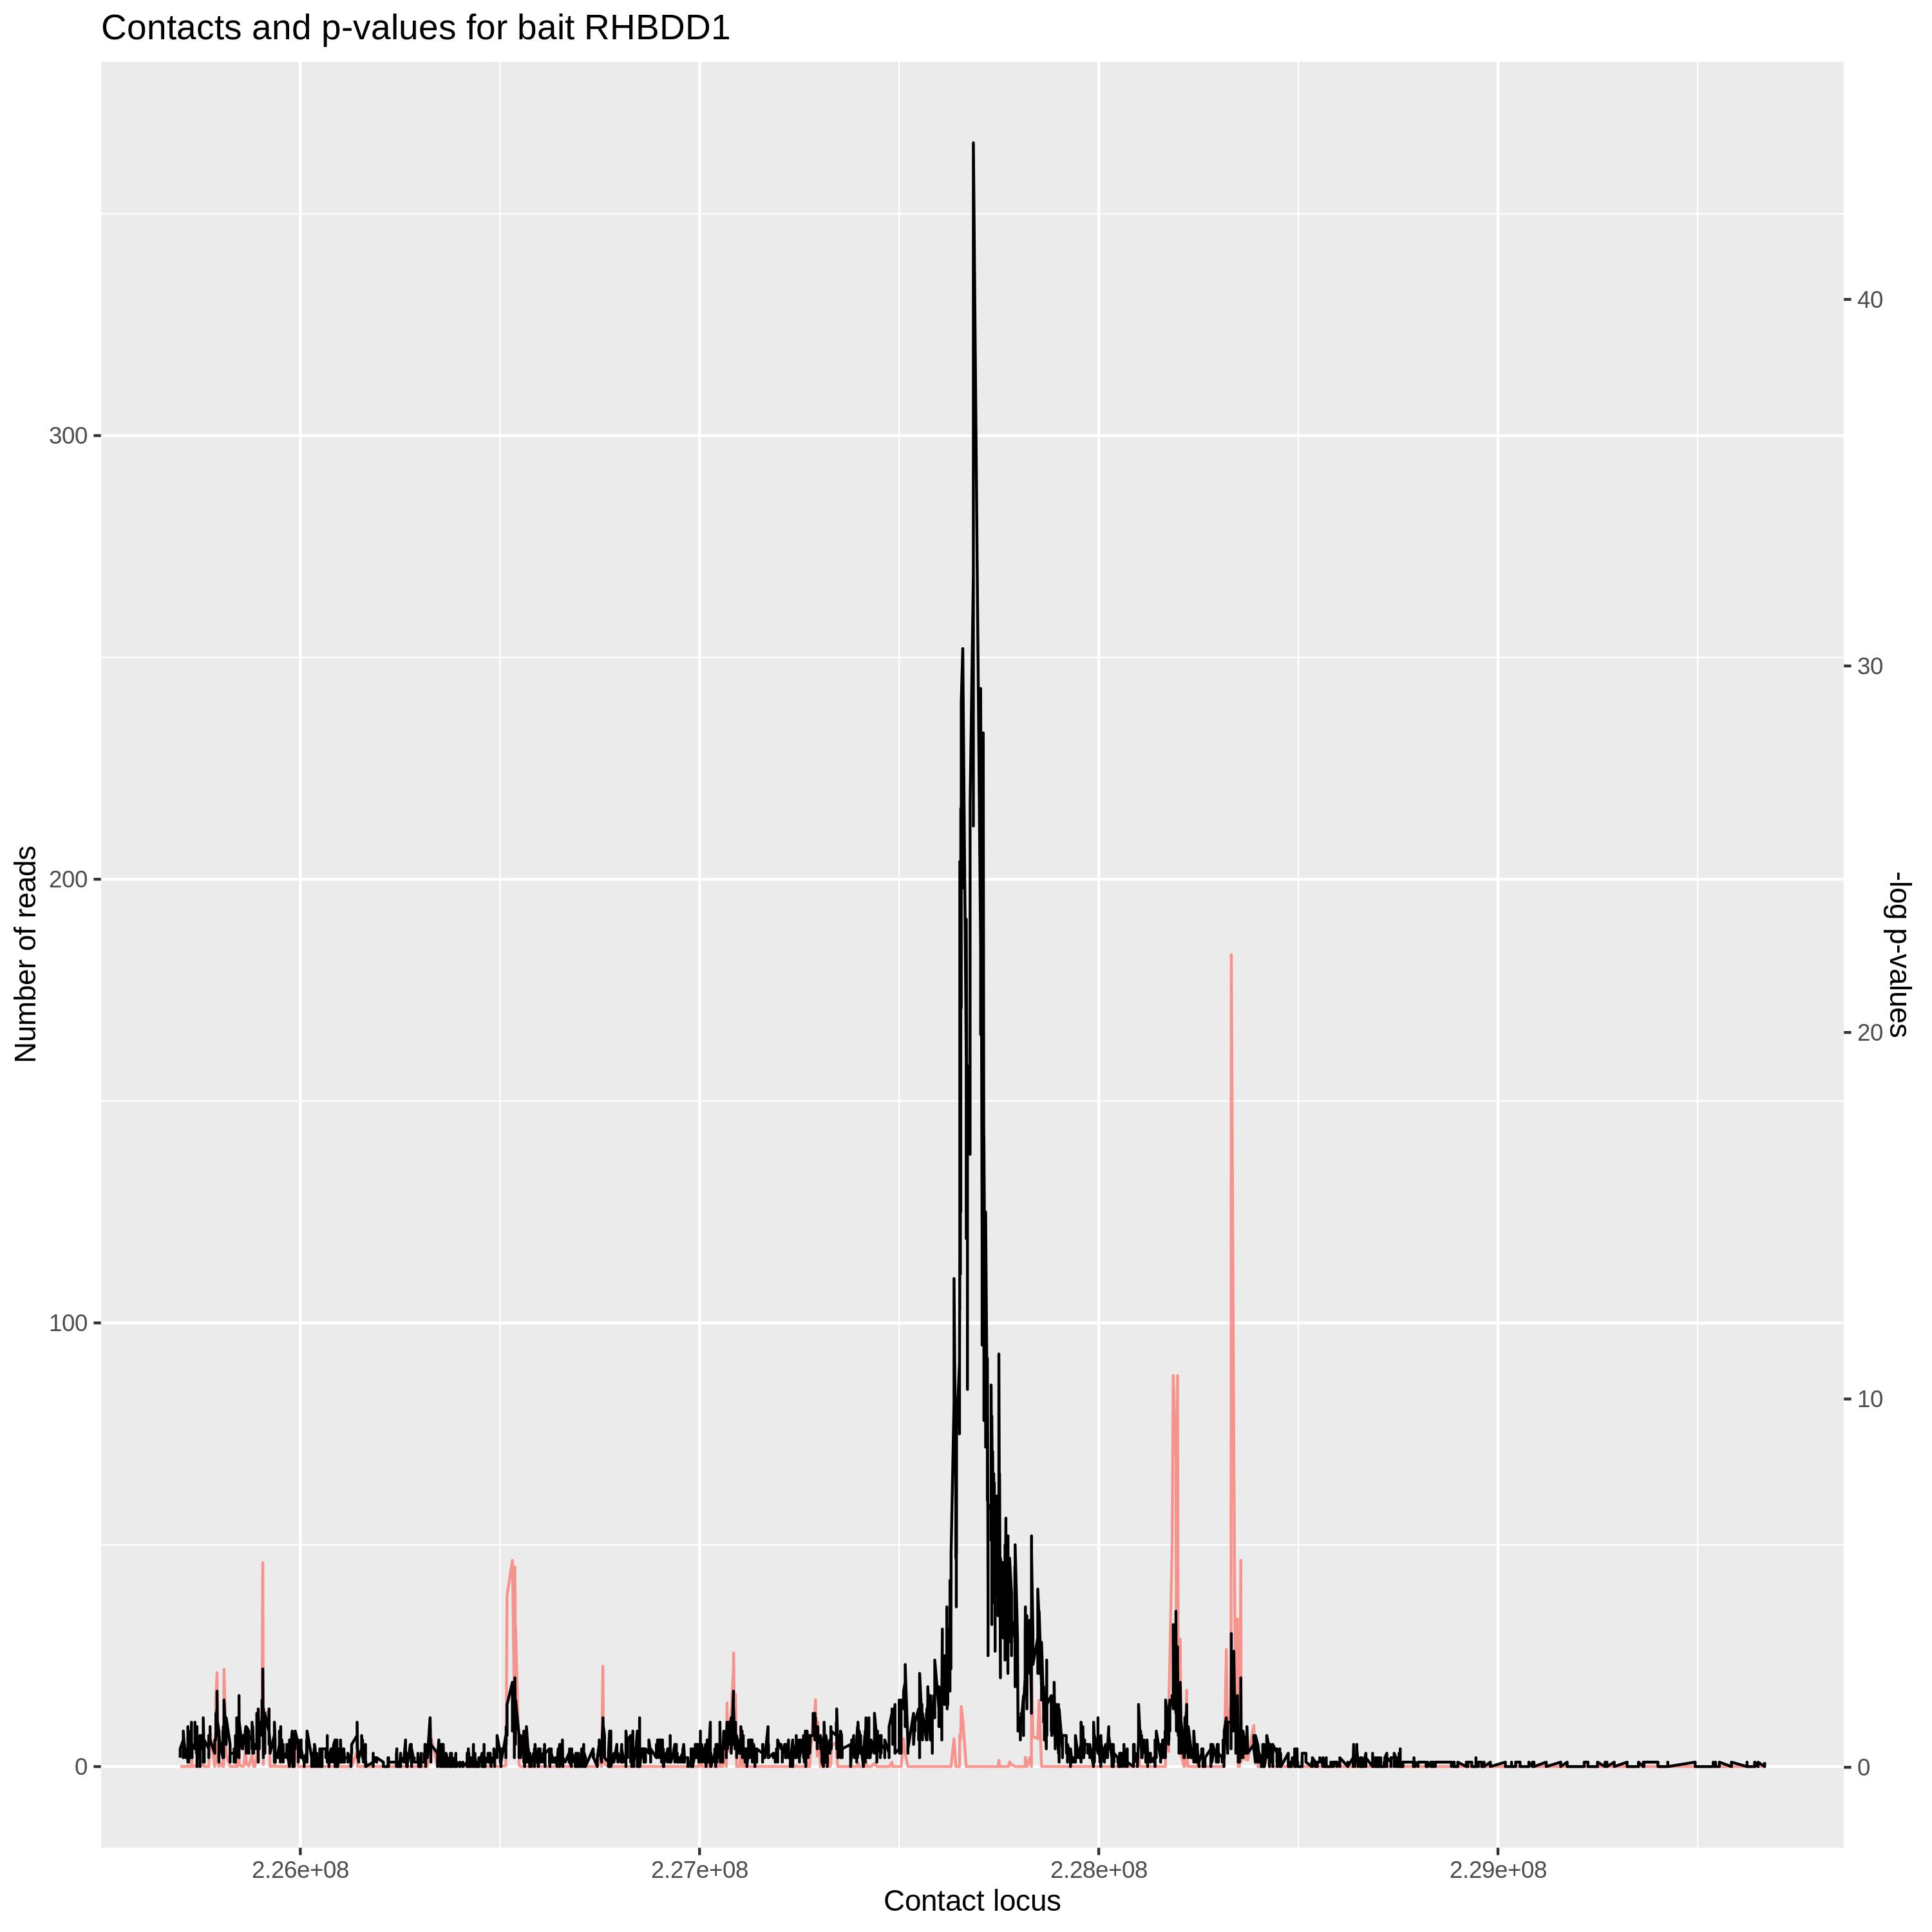 Contacts and p-values for bait RHBDD1
300
200
100
0
Number of reads
40
30
20
10
0
-log p-values
2.26e+08
2.27e+08
2.28e+08
2.29e+08
Contact locus